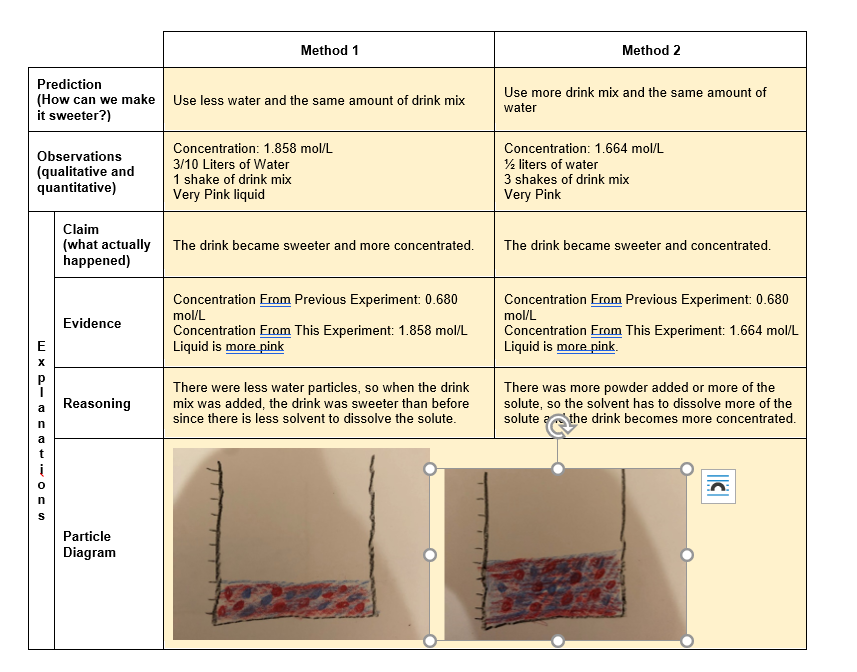 Method 1
Method 2
Prediction
(How can we make
it sweeter?)
Use less water and the same amount of drink mix
Use more drink mix and the same amount of
water
Observations
(qualitative and
quantitative)
Concentration: 1.858 mol/L
3/10 Liters of Water
1 shake of drink mix
Very Pink liquid
Concentration: 1.664 mol/L
½ liters of water
3 shakes of drink mix
Very Pink
Explanations
Claim
(what actually
happened)
The drink became sweeter and more concentrated.
The drink became sweeter and concentrated.
Evidence
Concentration From Previous Experiment: 0.680
mol/L
Concentration From This Experiment: 1.858 mol/L
Liquid is more pink
Concentration From Previous Experiment: 0.680
mol/L
Concentration From This Experiment: 1.664 mol/L
Liquid is more pink.
Reasoning
There were less water particles, so when the drink
mix was added, the drink was sweeter than before
since there is less solvent to dissolve the solute.
There was more powder added or more of the
solute, so the solvent has to dissolve more of the
solute and the drink becomes more concentrated.
Particle
Diagram